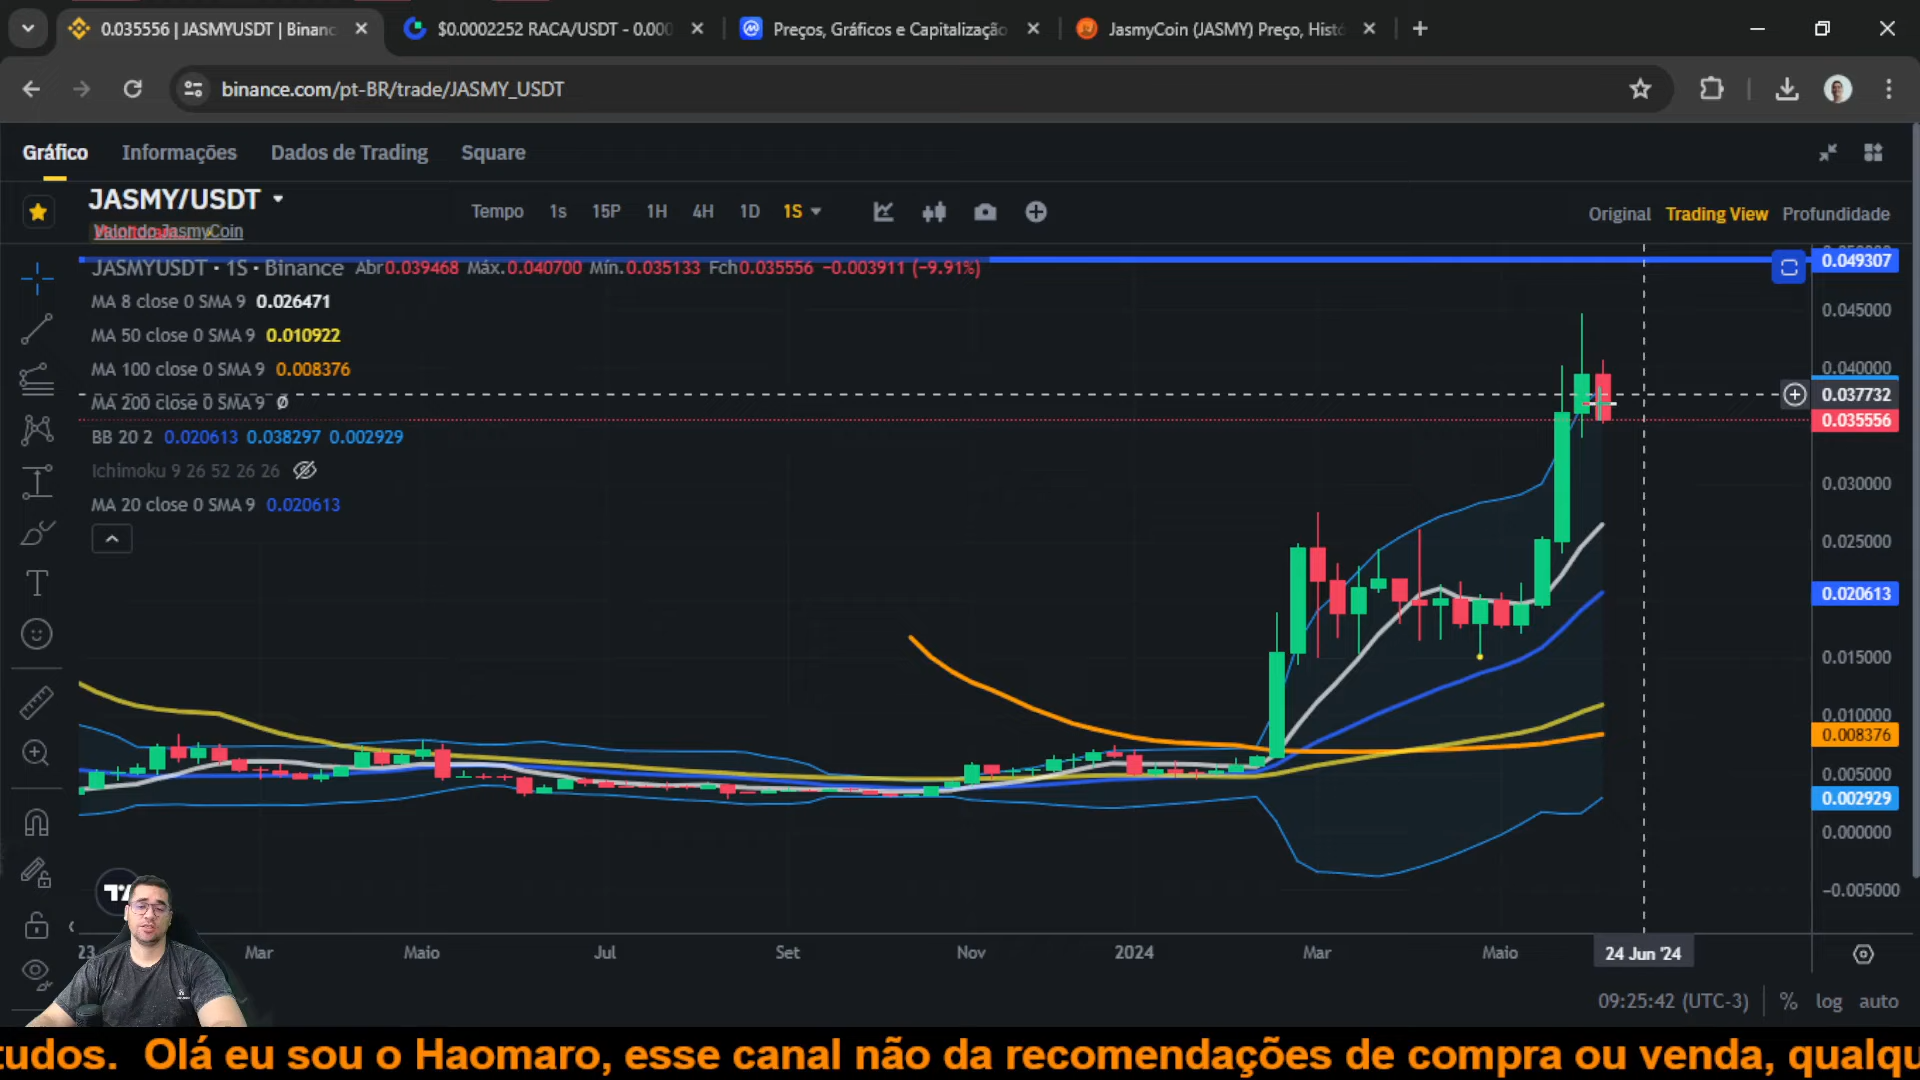 0.035556 | JASMYUSDT | Binanc
$0.0002252 RACA/USDT - 0.000
Preços, Gráficos e Capitalização
JasmyCoin (JASMY) Preço, Histó
binance.com/pt-BR/trade/JASMY_USDT
Gráfico Informações Dados de Trading Square
JASMY/USDT
Tempo 1s 15P 1H 4H 1D 1S
Original Trading View Profundidade
JasmyCoin
JASMYUSDT · 1S · Binance Abr0.039468 Máx.0.040700 Mín.0.035133 Fch0.035556 −0.003911 (−9.91%)
MA 8 close 0 SMA 9 0.026471
MA 50 close 0 SMA 9 0.010922
MA 100 close 0 SMA 9 0.008376
MA 200 close 0 SMA 9 Ø
BB 20 2 0.020613 0.038297 0.002929
Ichimoku 9 26 52 26 26
MA 20 close 0 SMA 9 0.020613
0.049307
0.045000
0.040000
0.037732
0.035556
0.030000
0.025000
0.020613
0.015000
0.010000
0.008376
0.005000
0.002929
0.000000
−0.005000
23 Mar Maio Jul Set Nov 2024 Mar Maio 24 Jun '24
09:25:42 (UTC-3) % log auto
tudos. Olá eu sou o Haomaro, esse canal não da recomendações de compra ou venda, qualqu